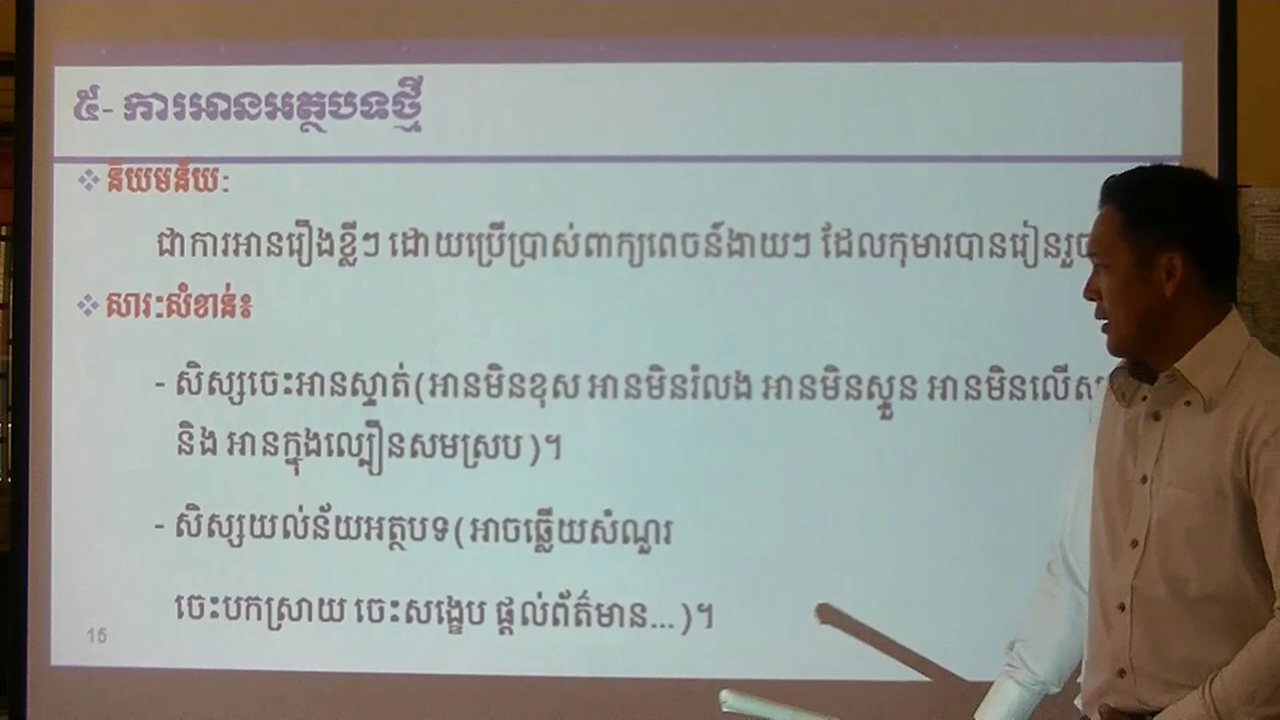 ៥- ការអានអត្ថបទថ្មី
និយមន័យ:
ជាការអានរឿងខ្លីៗ ដោយប្រើប្រាស់ពាក្យពេចន៍ងាយៗ ដែលកុមារបានរៀនរួច
សារៈសំខាន់៖
- សិស្សចេះអានស្ទាត់(អានមិនខុស អានមិនរំលង អានមិនស្ទួន អានមិនលើស
និង អានក្នុងល្បឿនសមស្រប)។
- សិស្សយល់ន័យអត្ថបទ(អាចឆ្លើយសំណួរ
ចេះបកស្រាយ ចេះសង្ខេប ផ្តល់ព័ត៌មាន...)។
15